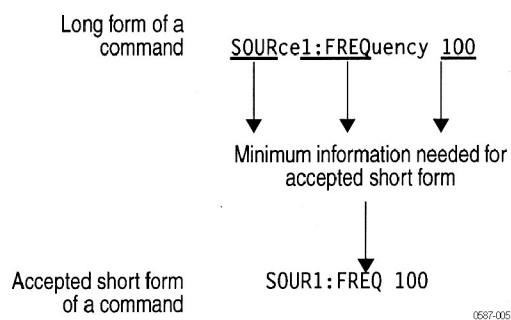 Long form of a
command
SOURce1:FREQuency 100
Minimum information needed for
accepted short form
Accepted short form
of a command
SOUR1:FREQ 100
0587-005